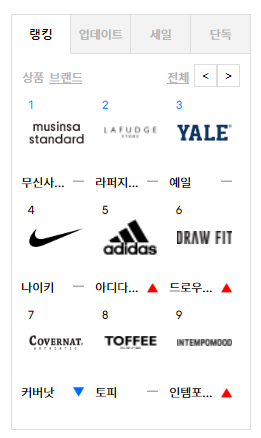 랭킹 업데이트 세일 단독
상품 브랜드 전체 < >
1 2 3
musinsa
standard
LAFUDGE
STORE
YALE
무신사... — 라퍼지... — 예일 —
4 5 6
adidas
DRAW FIT
나이키 — 아디다... ▲ 드로우... ▲
7 8 9
COVERNAT
AUTHENTIC
TOFFEE
INTEMPOMOOD
커버낫 ▼ 토피 — 인템포... ▲